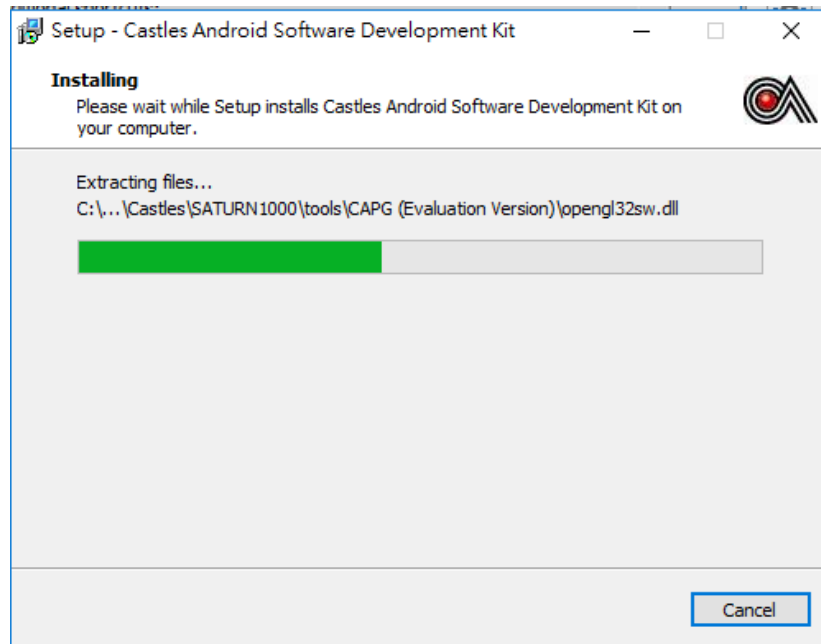 Setup - Castles Android Software Development Kit
Installing
Please wait while Setup installs Castles Android Software Development Kit on
your computer.
Extracting files...
C:\...\Castles\SATURN1000\tools\CAPG (Evaluation Version)\opengl32sw.dll
Cancel